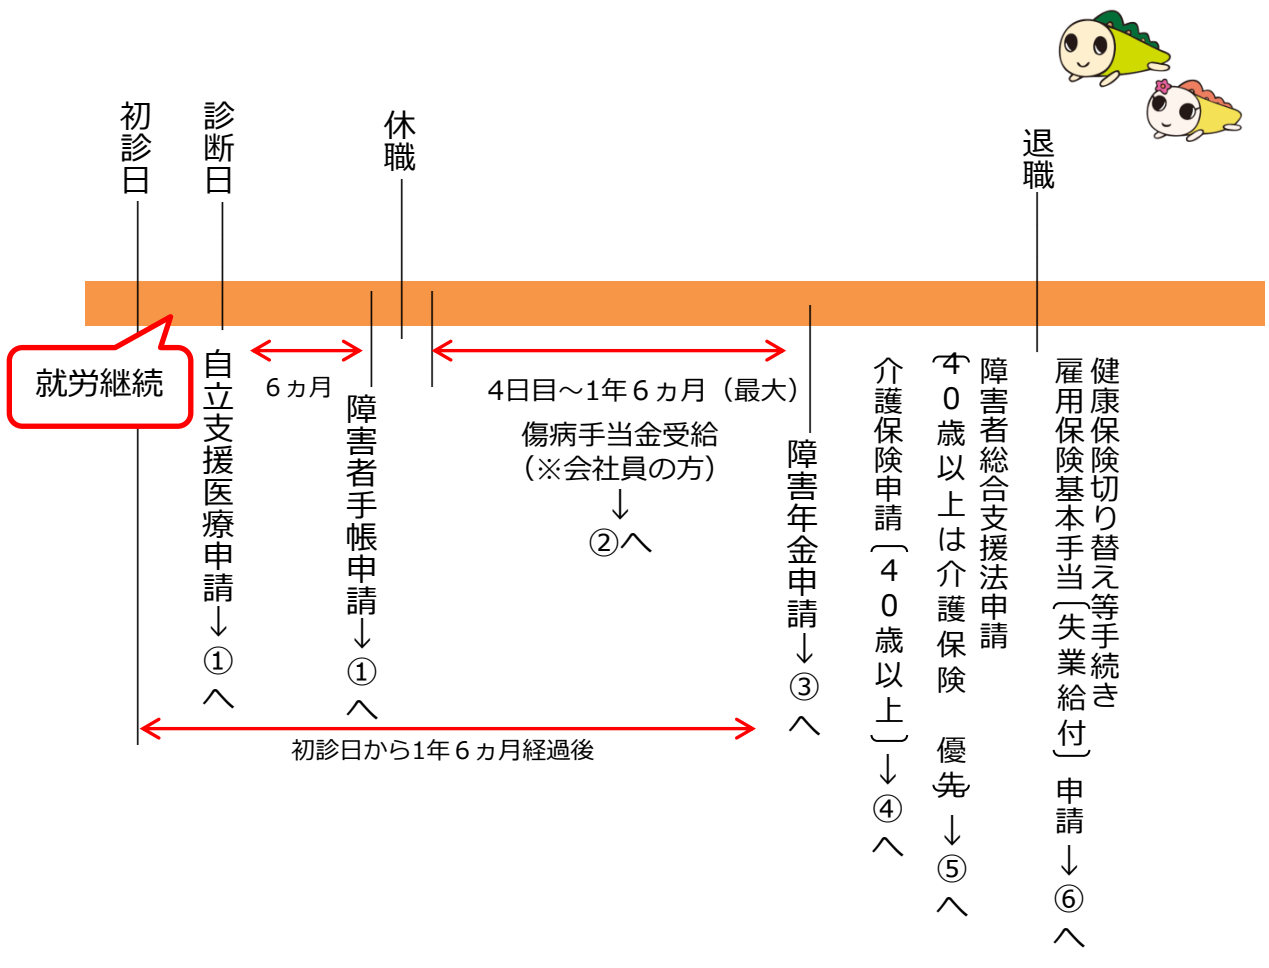 初診日
診断日
休職
退職
就労継続
自立支援医療申請→①へ
6ヵ月
障害者手帳申請→①へ
4日目～1年6ヵ月（最大）
傷病手当金受給
（※会社員の方）
↓
②へ
初診日から1年6ヵ月経過後
障害年金申請→③へ
介護保険申請（40歳以上）→④へ
障害者総合支援法申請
（40歳以上は介護保険　優先）→⑤へ
健康保険切り替え等手続き
雇用保険基本手当（失業給付）申請→⑥へ